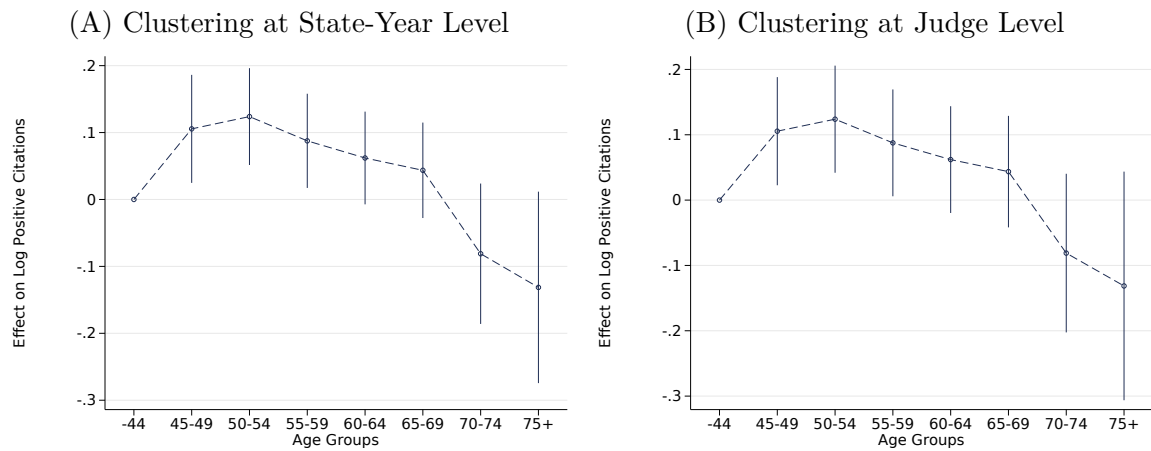 (A) Clustering at State-Year Level
Effect on Log Positive Citations
.2
.1
0
-.1
-.2
-.3
-44 45-49 50-54 55-59 60-64 65-69 70-74 75+
Age Groups
(B) Clustering at Judge Level
Effect on Log Positive Citations
.2
.1
0
-.1
-.2
-.3
-44 45-49 50-54 55-59 60-64 65-69 70-74 75+
Age Groups